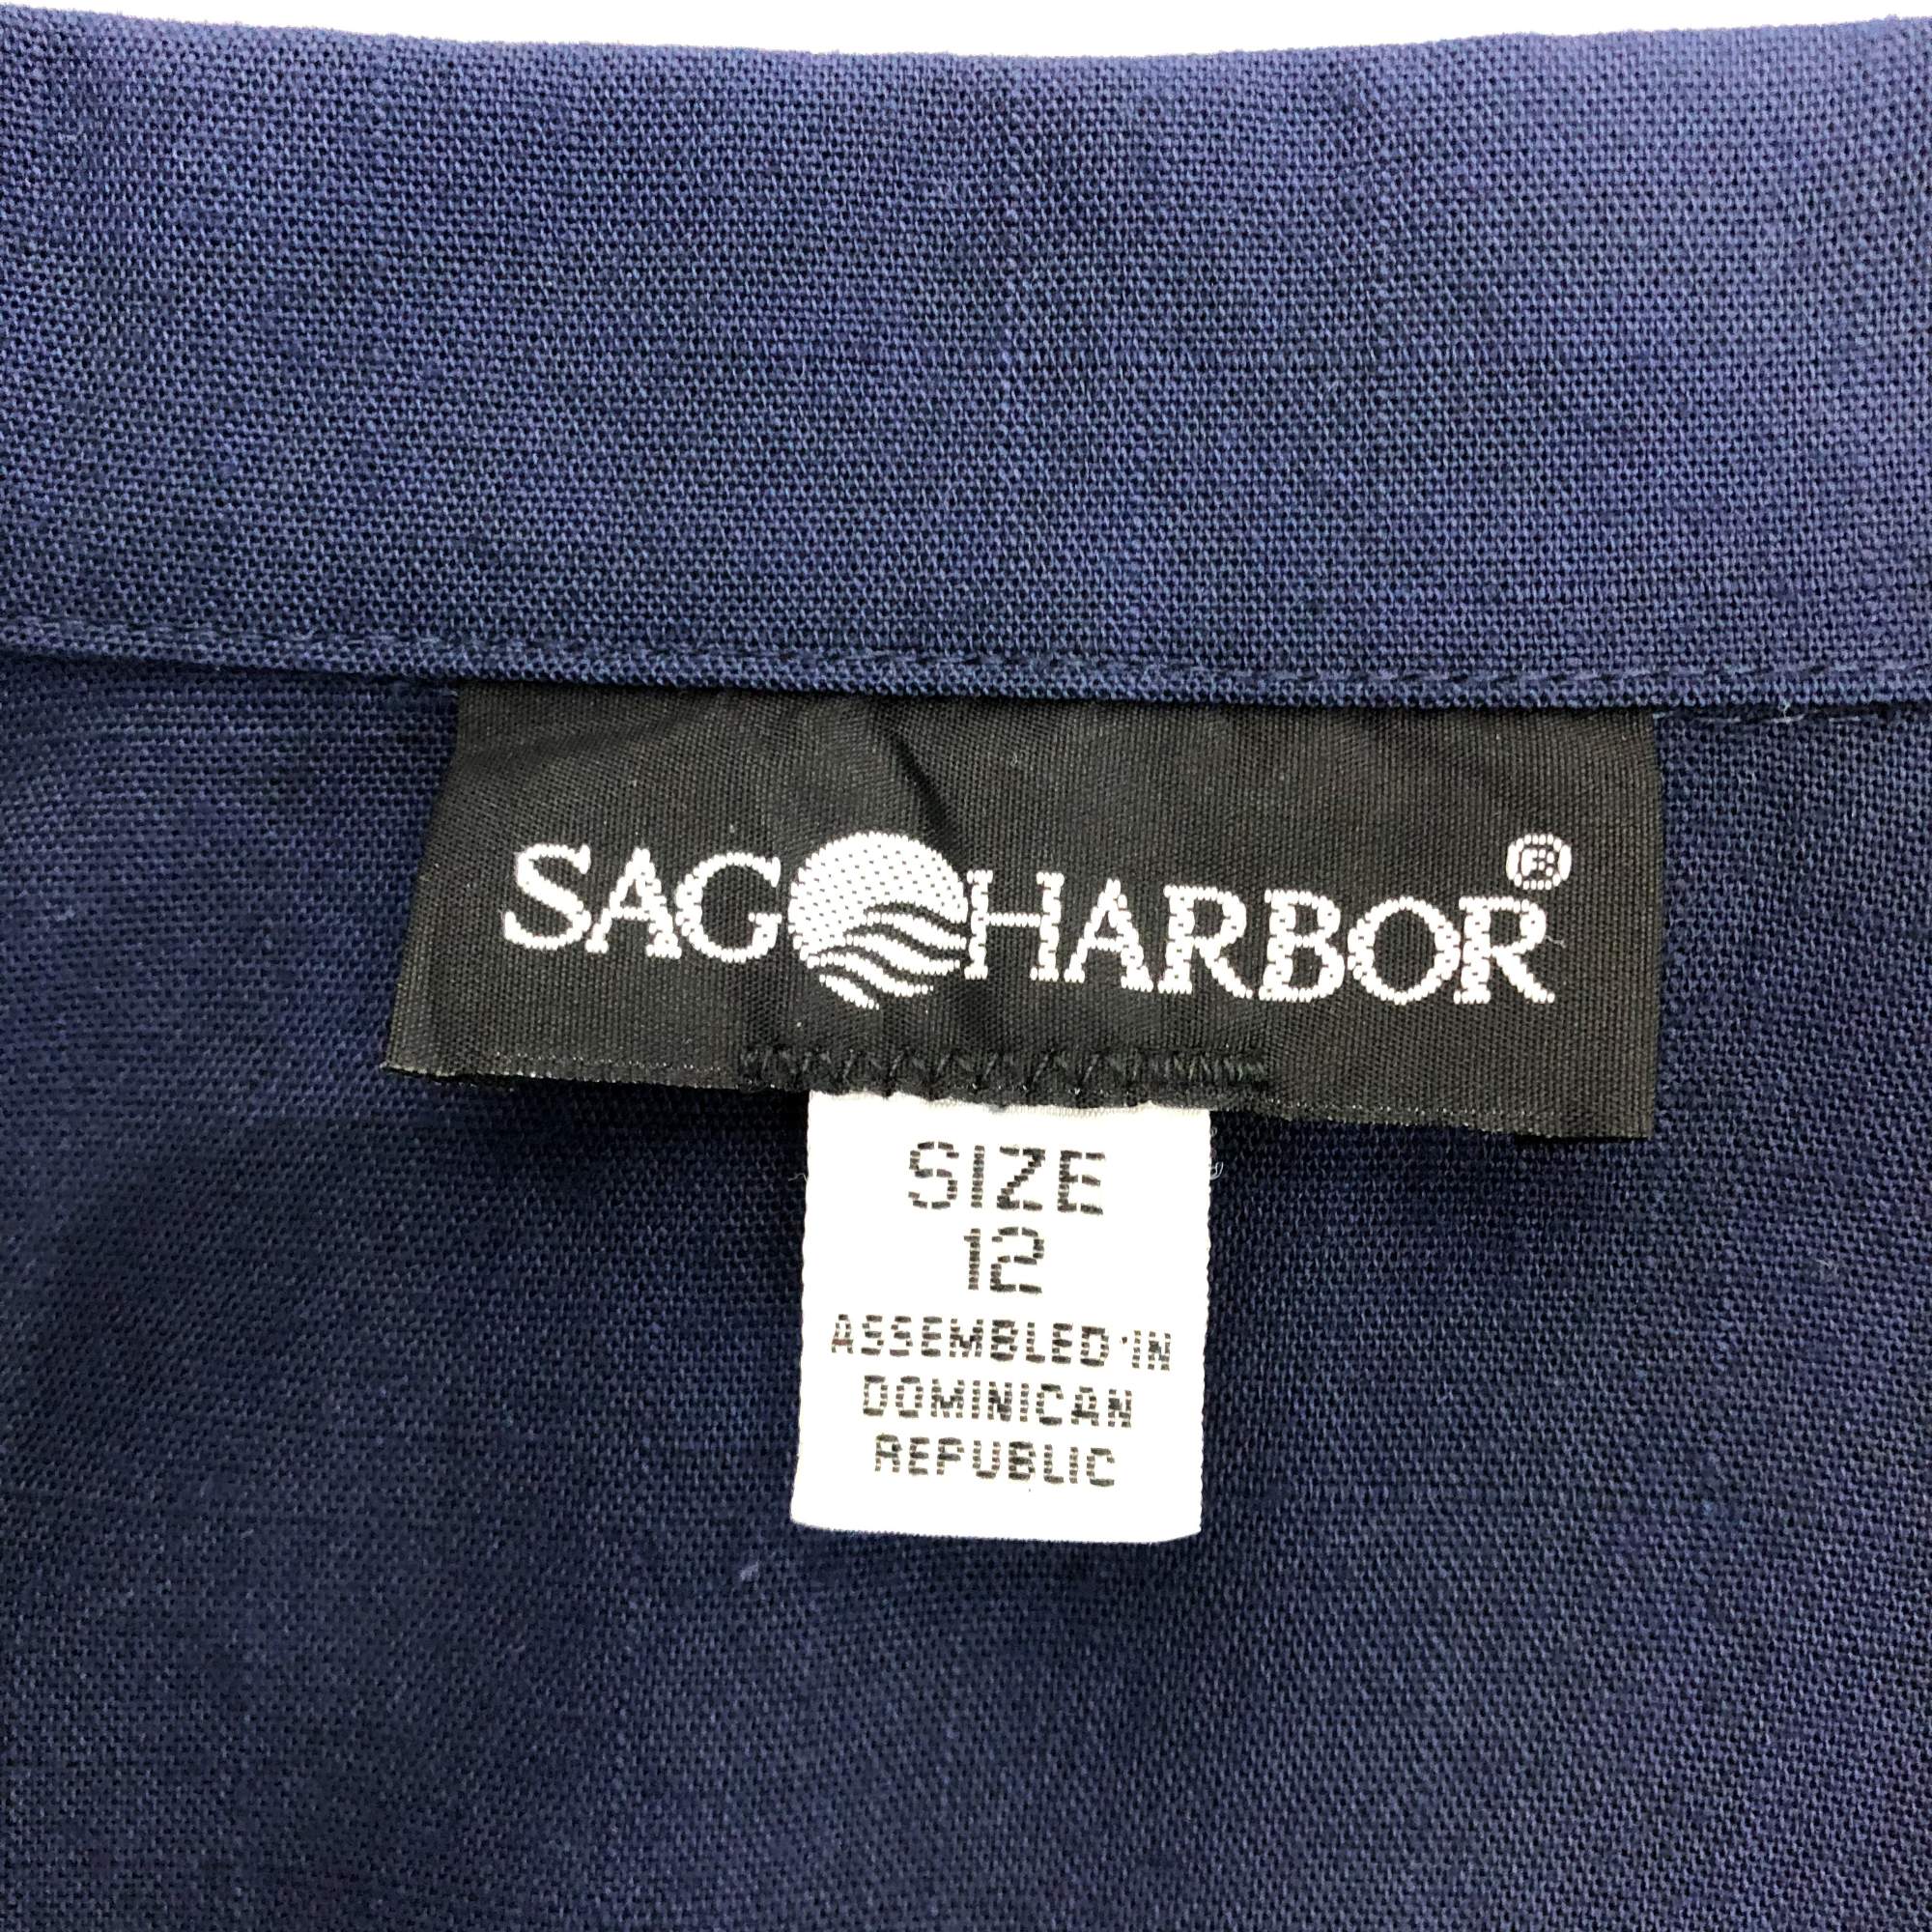 SAG HARBOR®
SIZE
12
ASSEMBLED IN
DOMINICAN
REPUBLIC